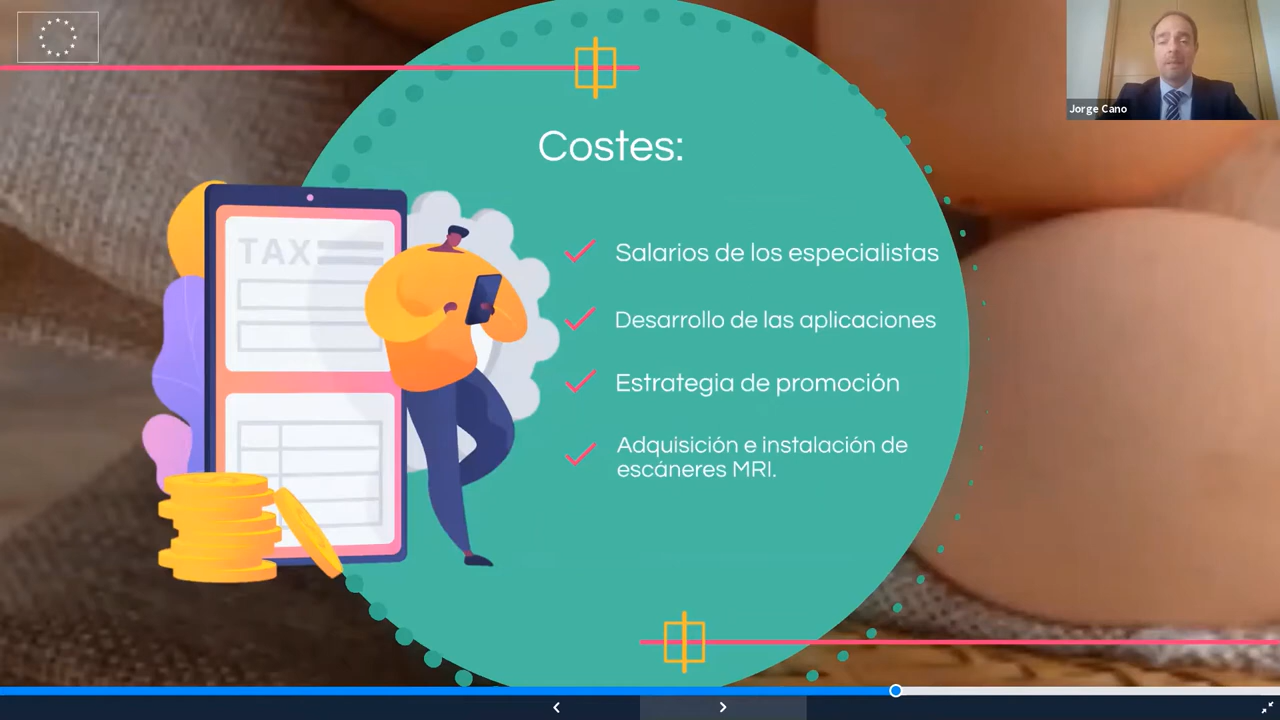 Jorge Cano
Costes:
TAX
Salarios de los especialistas
Desarrollo de las aplicaciones
Estrategia de promoción
Adquisición e instalación de
escáneres MRI.